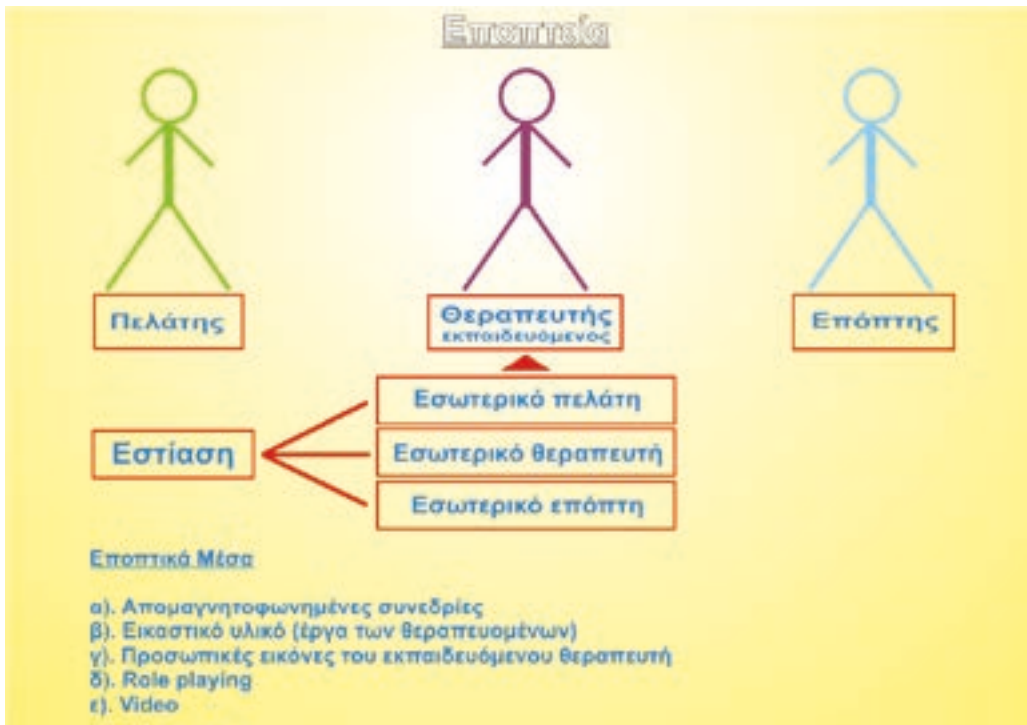 Εποπτεία
Πελάτης
Θεραπευτής
εκπαιδευόμενος
Επόπτης
Εσωτερικό πελάτη
Εστίαση
Εσωτερικό θεραπευτή
Εσωτερικό επόπτη
Εποπτικά Μέσα
α). Απομαγνητοφωνημένες συνεδρίες
β). Εικαστικό υλικό (έργα των θεραπευομένων)
γ). Προσωπικές εικόνες του εκπαιδευόμενου θεραπευτή
δ). Role playing
ε). Video